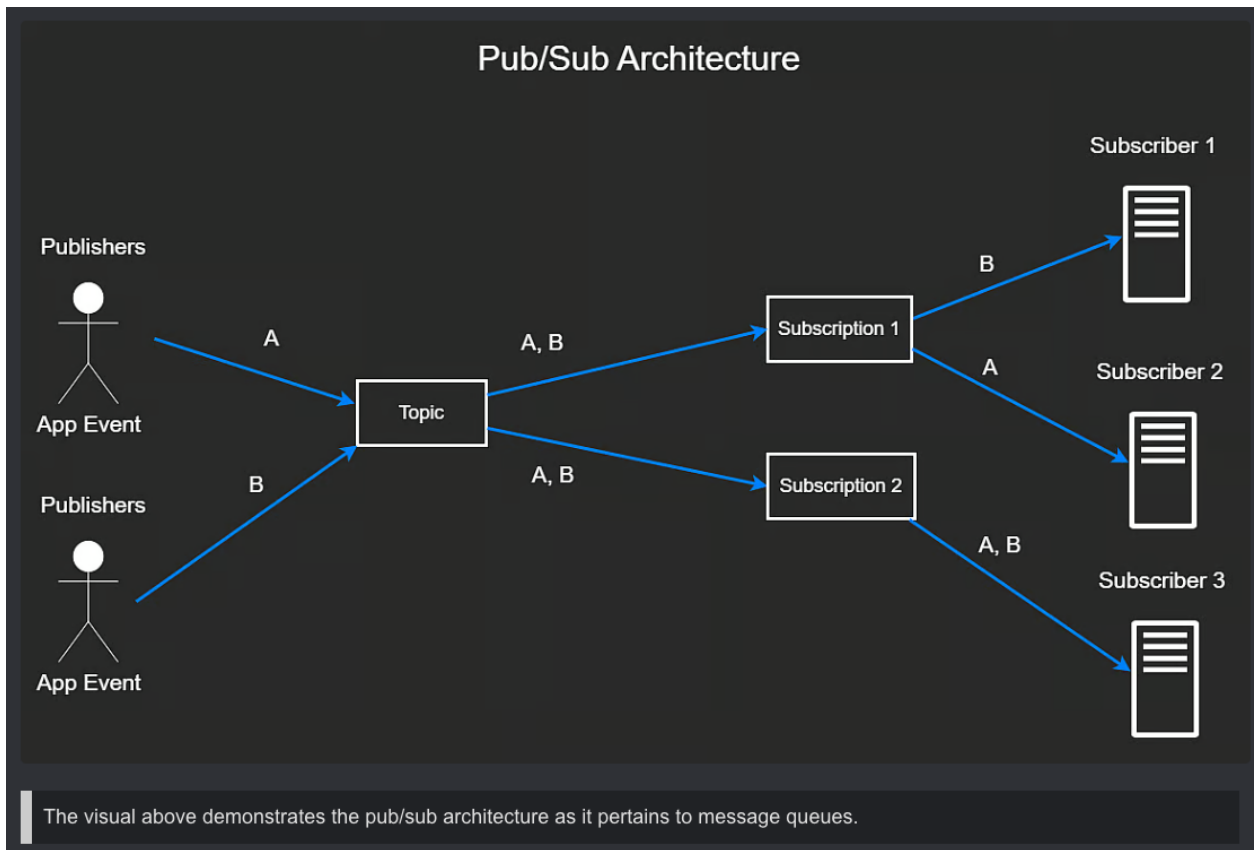 Pub/Sub Architecture
Subscriber 1
Publishers
B
A
A, B
Subscription 1
A
Subscriber 2
App Event
Topic
B
A, B
Subscription 2
Publishers
A, B
Subscriber 3
App Event
The visual above demonstrates the pub/sub architecture as it pertains to message queues.